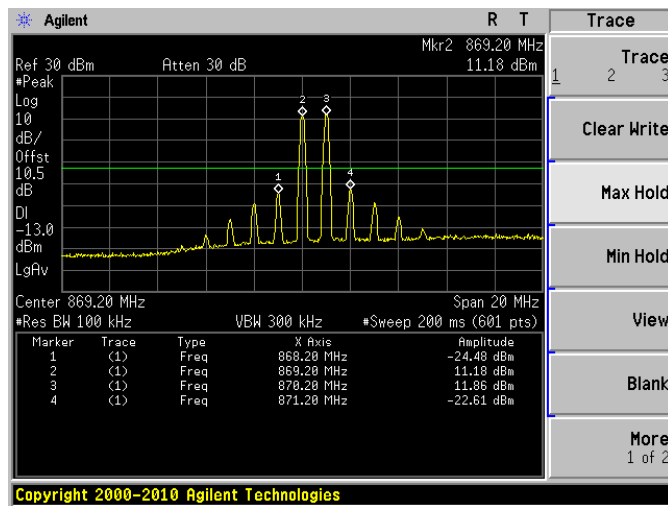 Agilent R T Trace
Mkr2 869.20 MHz
Ref 30 dBm Atten 30 dB 11.18 dBm
#Peak
Log
10
dB/
Offst
10.5
dB
DI
-13.0
dBm
LgAv
1
2
3
4
Center 869.20 MHz Span 20 MHz
#Res BW 100 kHz VBW 300 kHz #Sweep 200 ms (601 pts)
Marker Trace Type X Axis Amplitude
1 (1) Freq 868.20 MHz -24.48 dBm
2 (1) Freq 869.20 MHz 11.18 dBm
3 (1) Freq 870.20 MHz 11.86 dBm
4 (1) Freq 871.20 MHz -22.61 dBm
Trace
1 2 3
Clear Write
Max Hold
Min Hold
View
Blank
More
1 of 2
Copyright 2000-2010 Agilent Technologies